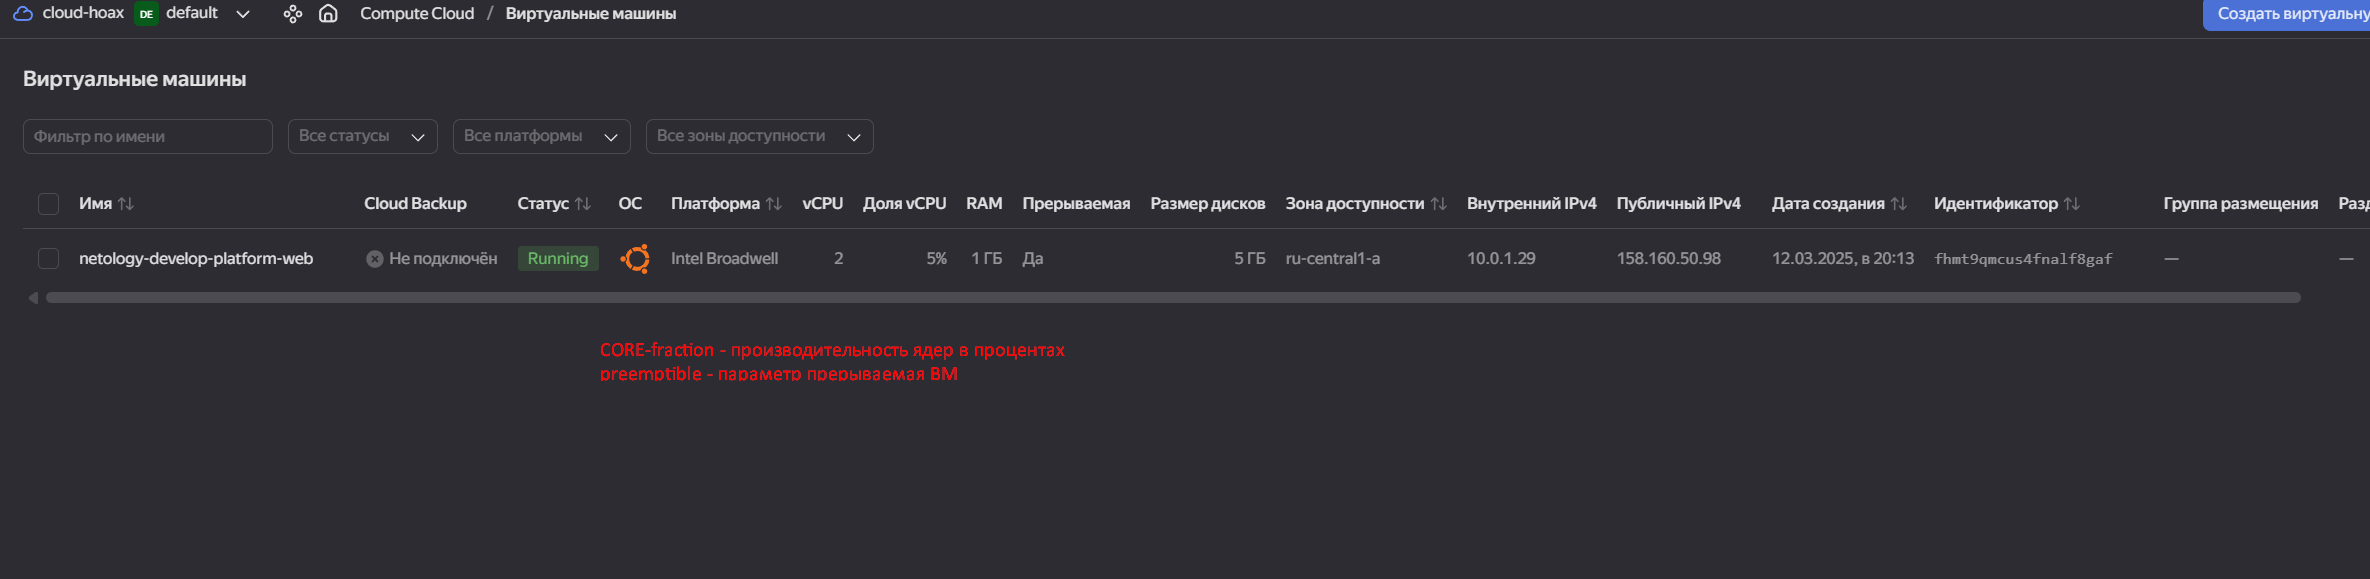 cloud-hoax DE default Compute Cloud / Виртуальные машины
Создать виртуальну
Виртуальные машины
Фильтр по имени Все статусы Все платформы Все зоны доступности
Имя Cloud Backup Статус ОС Платформа vCPU Доля vCPU RAM Прерываемая Размер дисков Зона доступности Внутренний IPv4 Публичный IPv4 Дата создания Идентификатор Группа размещения Разд
netology-develop-platform-web Не подключён Running Intel Broadwell 2 5% 1 ГБ Да 5 ГБ ru-central1-a 10.0.1.29 158.160.50.98 12.03.2025, в 20:13 fhmt9qmcus4fnalf8gaf — —
CORE-fraction - производительность ядер в процентах
preemptible - параметр прерываемая ВМ